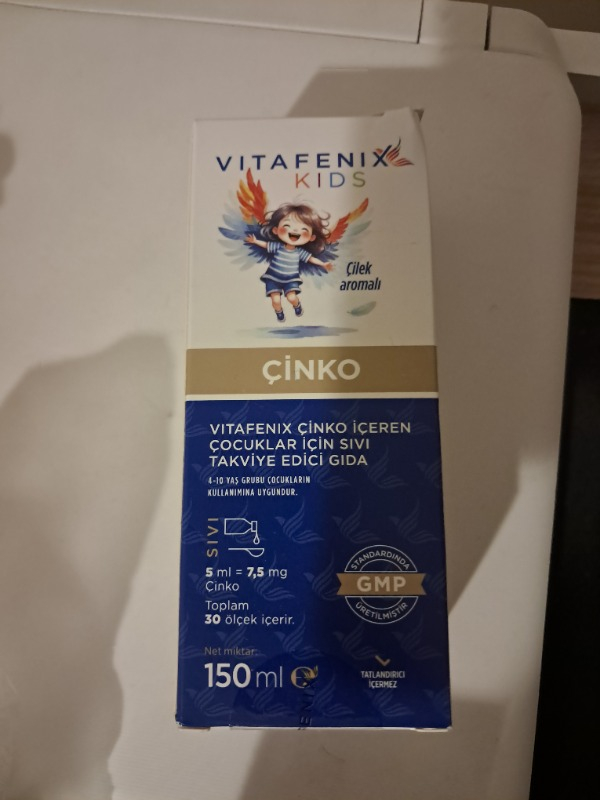 VITAFENIX
KIDS
Çilek
aromalı
ÇİNKO
VITAFENIX ÇİNKO İÇEREN
ÇOCUKLAR İÇİN SIVI
TAKVİYE EDİCİ GIDA
4-10 YAŞ GRUBU ÇOCUKLARIN
KULLANIMINA UYGUNDUR.
SIVI
5 ml = 7,5 mg
Çinko
Toplam
30 ölçek içerir.
STANDARDINDA
GMP
ÜRETİLMİŞTİR
Net miktar:
150 ml
TATLANDIRICI
İÇERMEZ